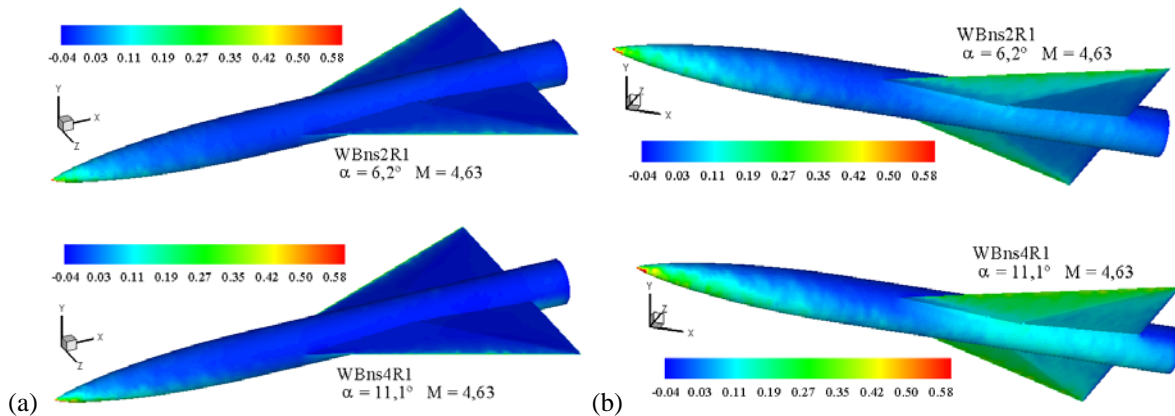 -0.04 0.03 0.11 0.19 0.27 0.35 0.42 0.50 0.58
Y
X
Z
WBns2R1
α = 6,2° M = 4,63
-0.04 0.03 0.11 0.19 0.27 0.35 0.42 0.50 0.58
Y
X
Z
WBns4R1
α = 11,1° M = 4,63
(a)
WBns2R1
α = 6,2° M = 4,63
Y
Z
X
-0.04 0.03 0.11 0.19 0.27 0.35 0.42 0.50 0.58
WBns4R1
α = 11,1° M = 4,63
Y
Z
X
-0.04 0.03 0.11 0.19 0.27 0.35 0.42 0.50 0.58
(b)